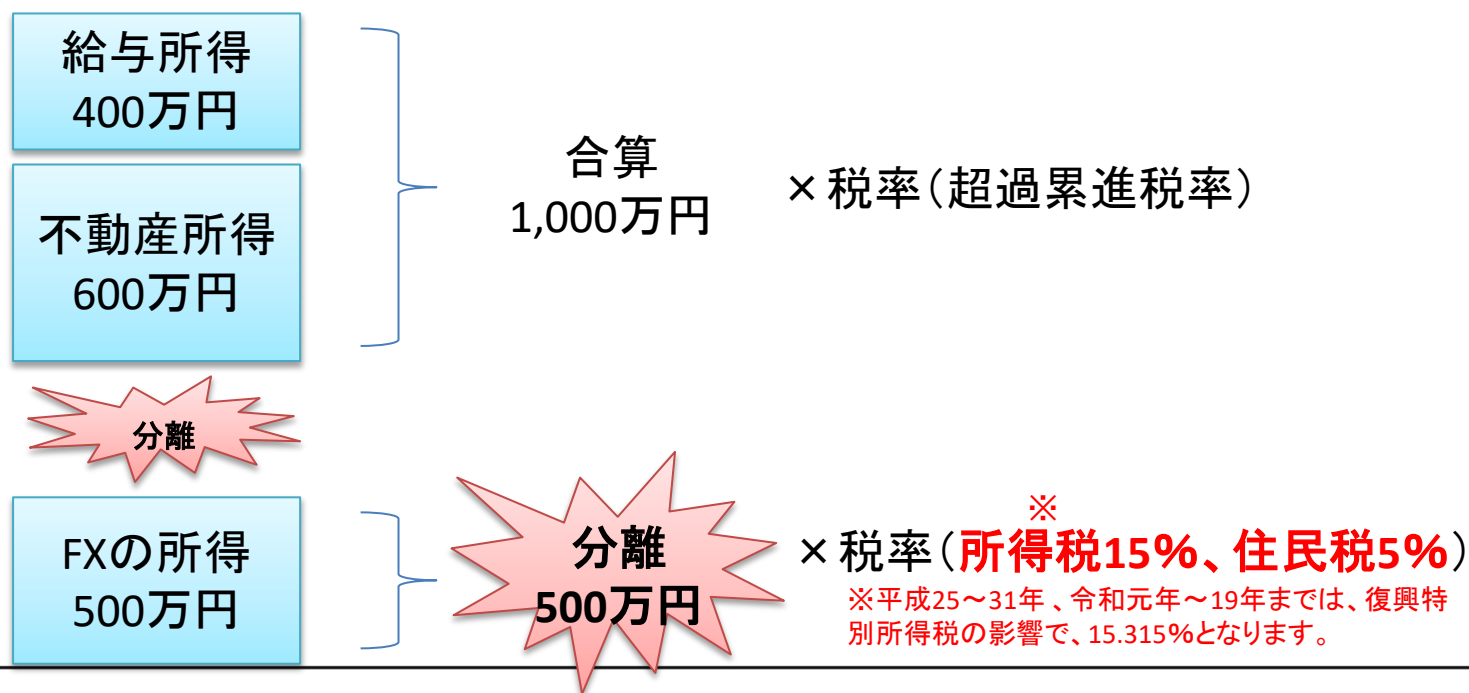 給与所得
400万円
不動産所得
600万円
合算
1,000万円
×税率(超過累進税率)
分離
FXの所得
500万円
分離
500万円
※
×税率(所得税15%、住民税5%)
※平成25～31年 、令和元年～19年までは、復興特
別所得税の影響で、15.315%となります。